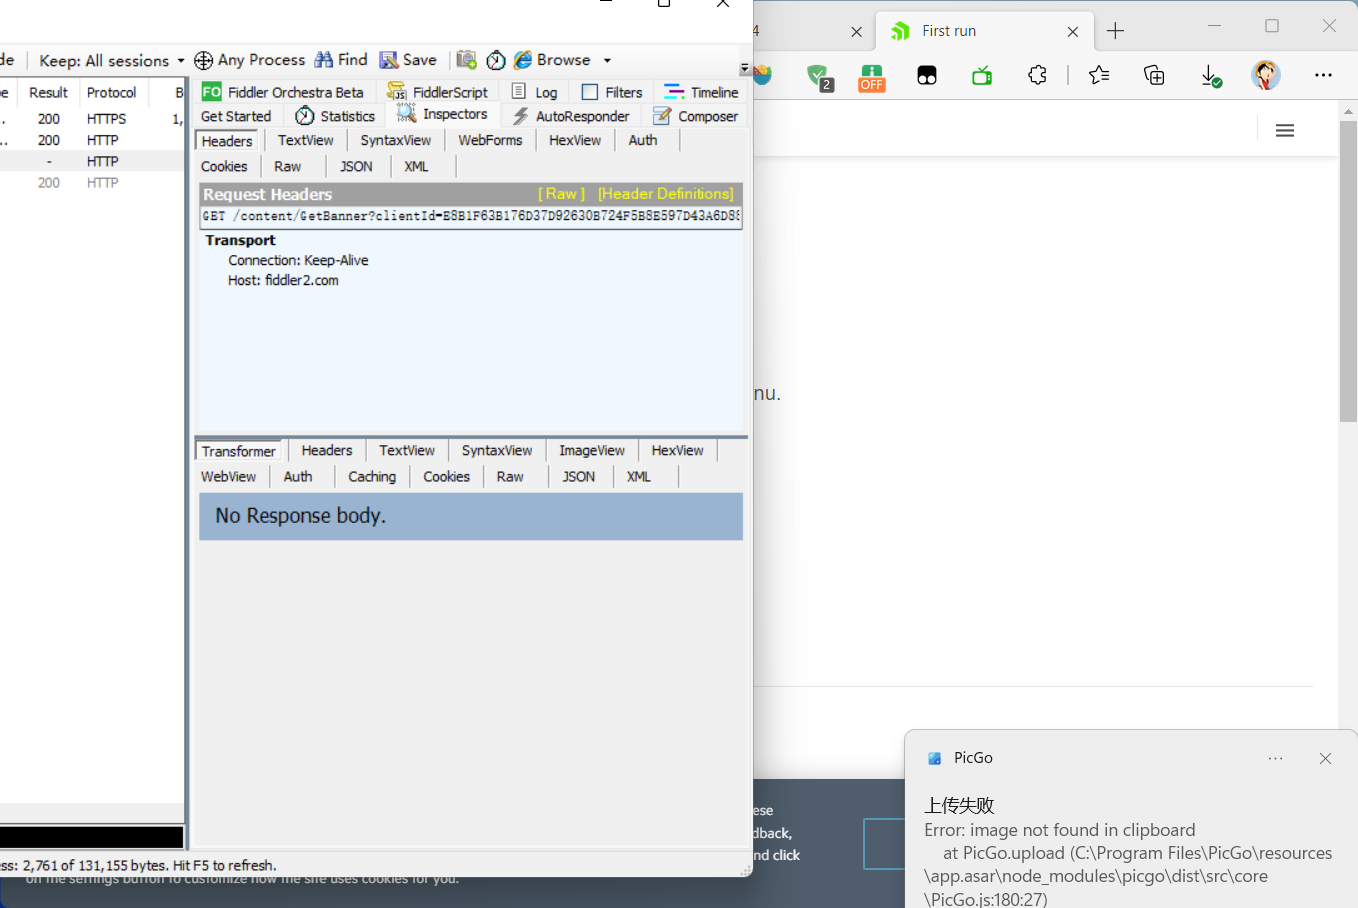 de
Keep: All sessions
Any Process
Find
Save
Browse
Result
Protocol
B
200
HTTPS
1,
200
HTTP
-
HTTP
200
HTTP
FO Fiddler Orchestra Beta
FiddlerScript
Log
Filters
Timeline
Get Started
Statistics
Inspectors
AutoResponder
Composer
Headers
TextView
SyntaxView
WebForms
HexView
Auth
Cookies
Raw
JSON
XML
Request Headers
[ Raw ]
[Header Definitions]
GET /content/GetBanner?clientId=E8B1F63B176D37D92630B724F5B8E597D43A6D88
Transport
Connection: Keep-Alive
Host: fiddler2.com
Transformer
Headers
TextView
SyntaxView
ImageView
HexView
WebView
Auth
Caching
Cookies
Raw
JSON
XML
No Response body.
ss: 2,761 of 131,155 bytes. Hit F5 to refresh.
on the settings button to customize how the site uses cookies for you.
4
First run
2
OFF
nu.
ese
dback,
nd click
PicGo
上传失败
Error: image not found in clipboard
at PicGo.upload (C:\Program Files\PicGo\resources
\app.asar\node_modules\picgo\dist\src\core
\PicGo.js:180:27)